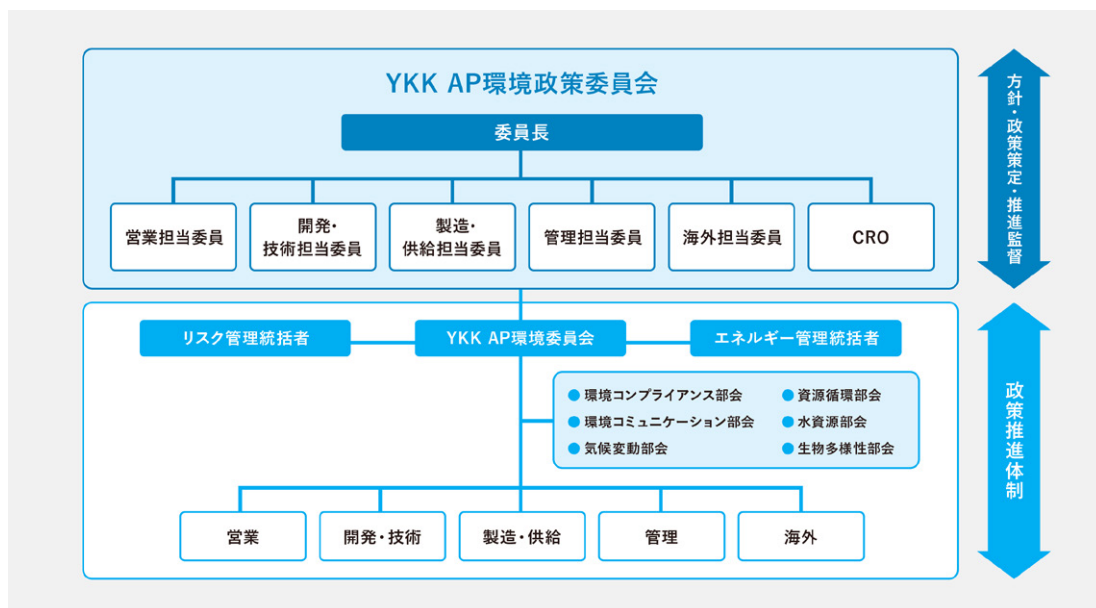 YKK AP環境政策委員会
委員長
営業担当委員
開発・
技術担当委員
製造・
供給担当委員
管理担当委員
海外担当委員
CRO
方針・政策策定・推進監督
リスク管理統括者
YKK AP環境委員会
エネルギー管理統括者
●環境コンプライアンス部会
●資源循環部会
●環境コミュニケーション部会
●水資源部会
●気候変動部会
●生物多様性部会
営業
開発・技術
製造・供給
管理
海外
政策推進体制